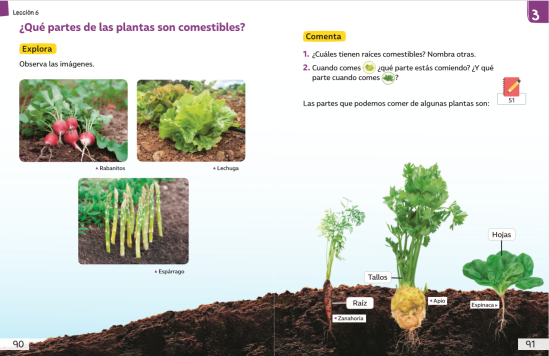 Lección 6
¿Qué partes de las plantas son comestibles?
Explora
Observa las imágenes.
Rabanitos
Lechuga
Espárrago
90
3
Comenta
1. ¿Cuáles tienen raíces comestibles? Nombra otras.
2. Cuando comes ¿qué parte estás comiendo? ¿Y qué
parte cuando comes ?
51
Las partes que podemos comer de algunas plantas son:
Hojas
Tallos
Raíz
Zanahoria
Apio
Espinaca
91